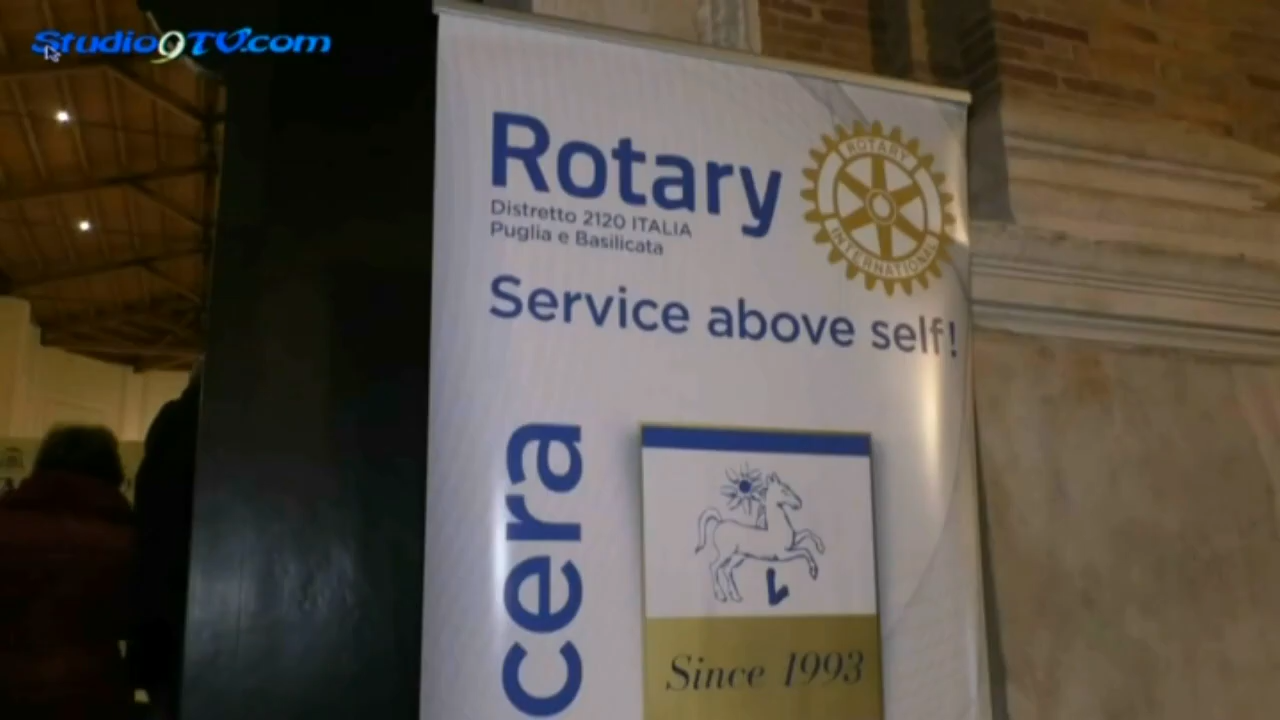 Studio9TV.com
Rotary
Distretto 2120 ITALIA
Puglia e Basilicata
ROTARY
INTERNATIONAL
Service above self!
cera
L
Since 1993